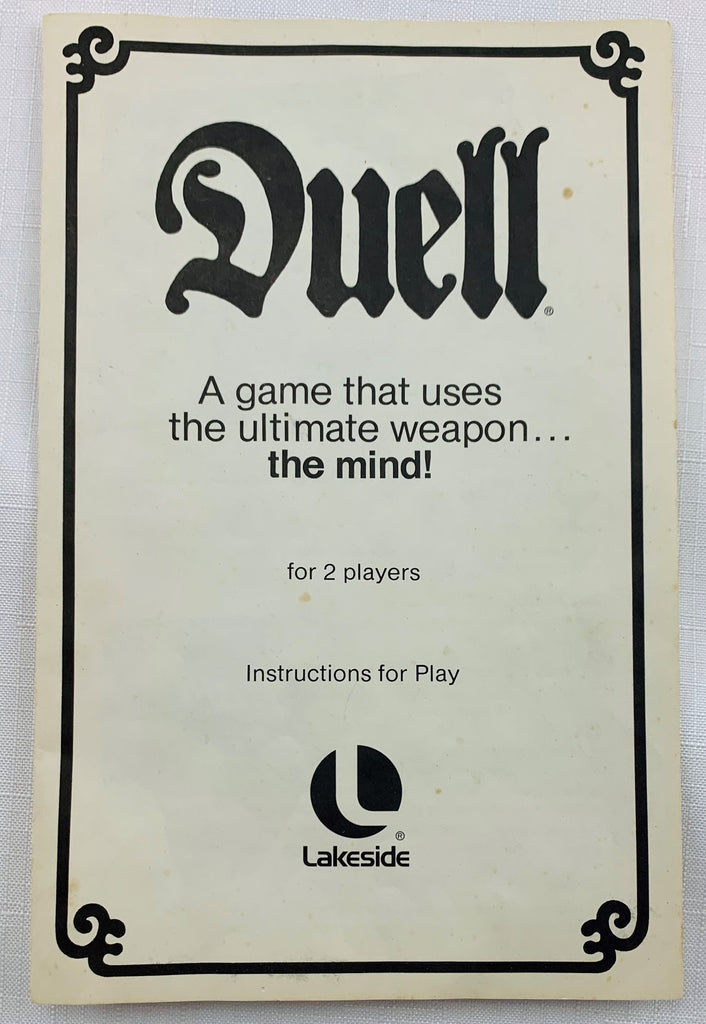 Duell®
A game that uses
the ultimate weapon...
the mind!
for 2 players
Instructions for Play
L®
Lakeside